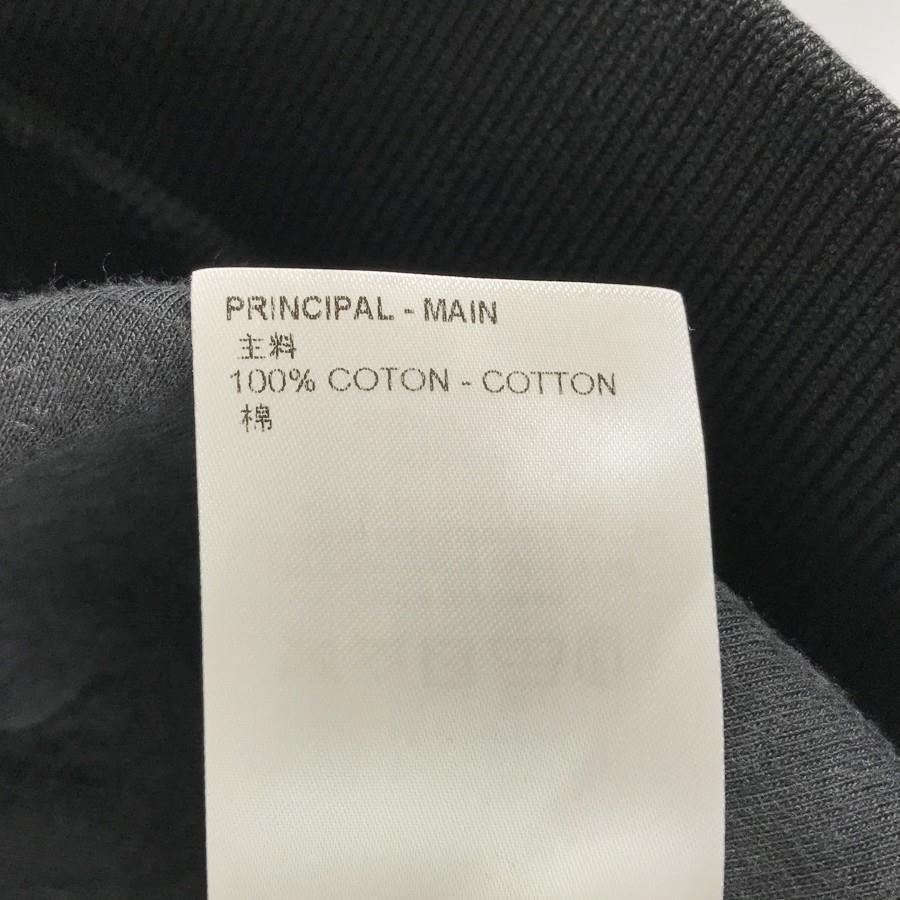 PRINCIPAL - MAIN
主料
100% COTON - COTTON
棉